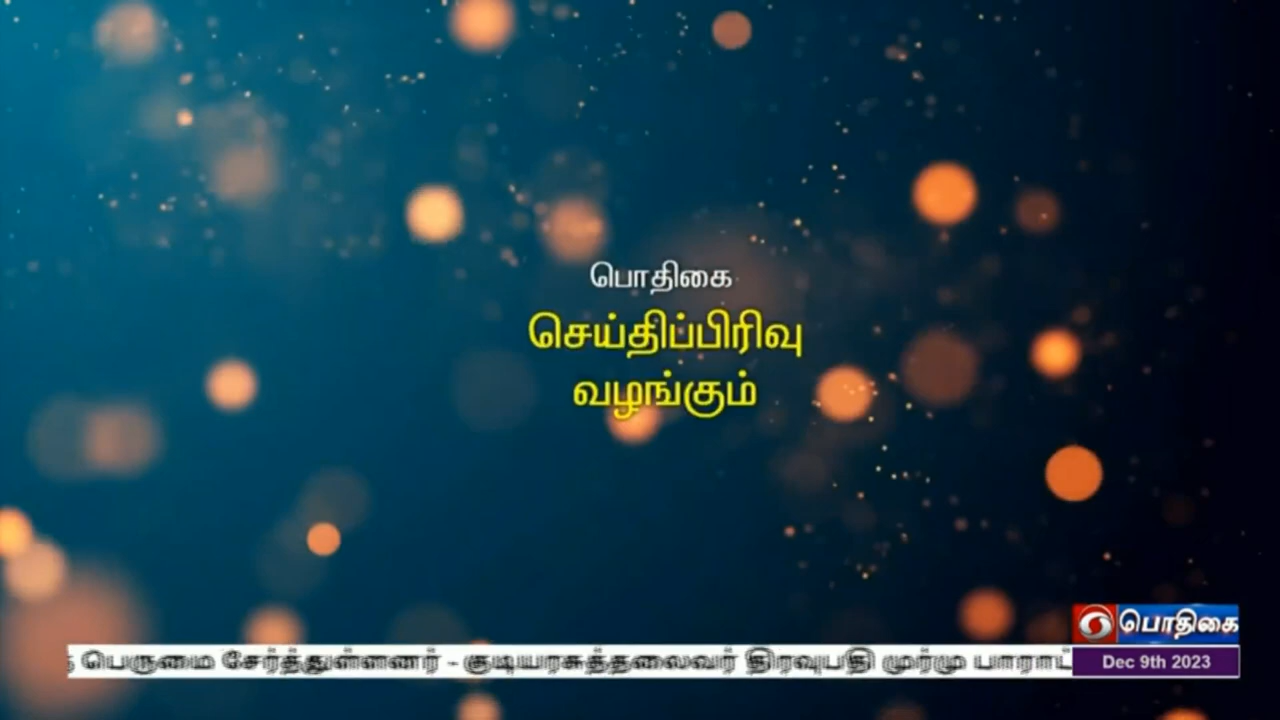 பொதிகை
செய்திப்பிரிவு
வழங்கும்
பொதிகை
பெருமை சேர்த்துள்ளனர் - குடியரசுத்தலைவர் திரவுபதி முர்மு
Dec 9th 2023